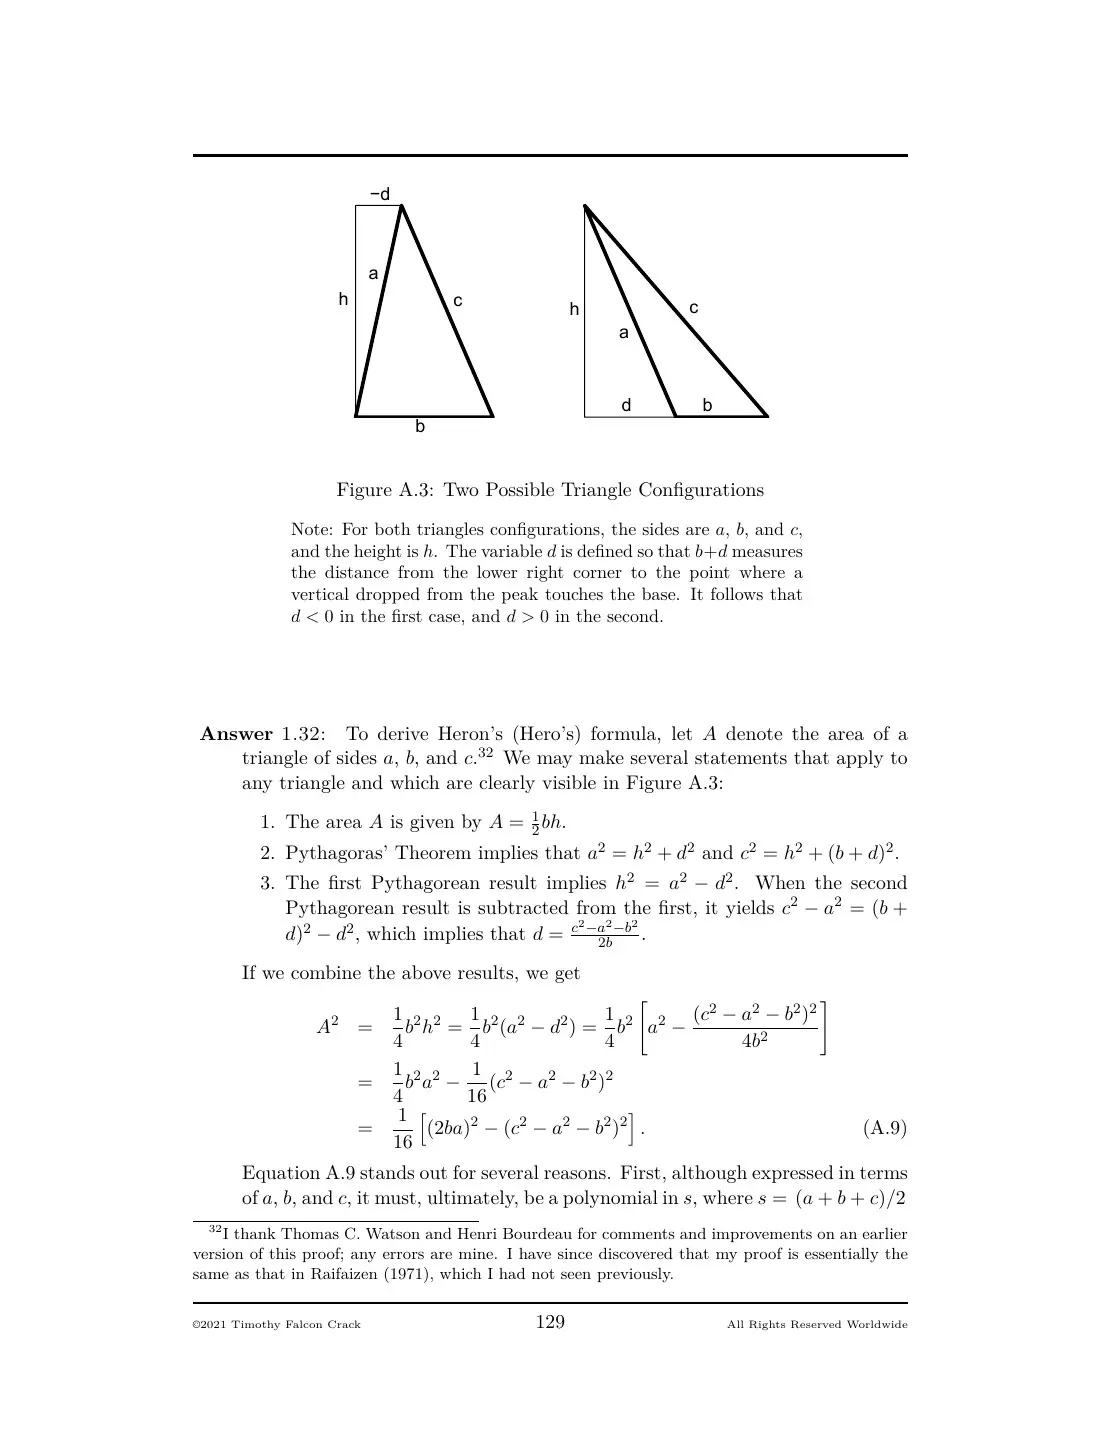 −d
a
h
c
b
h
a
c
d
b
Figure A.3: Two Possible Triangle Configurations
Note: For both triangles configurations, the sides are a, b, and c,
and the height is h. The variable d is defined so that b+d measures
the distance from the lower right corner to the point where a
vertical dropped from the peak touches the base. It follows that
d < 0 in the first case, and d > 0 in the second.
Answer 1.32: To derive Heron's (Hero's) formula, let A denote the area of a
triangle of sides a, b, and c.³² We may make several statements that apply to
any triangle and which are clearly visible in Figure A.3:
1. The area A is given by A = ½bh.
2. Pythagoras' Theorem implies that a² = h² + d² and c² = h² + (b + d)².
3. The first Pythagorean result implies h² = a² − d². When the second
Pythagorean result is subtracted from the first, it yields c² − a² = (b +
d)² − d², which implies that d = (c²−a²−b²)/2b.
If we combine the above results, we get
A² = 1/4 b²h² = 1/4 b²(a² − d²) = 1/4 b² [a² − (c² − a² − b²)²/4b²]
= 1/4 b²a² − 1/16 (c² − a² − b²)²
= 1/16 [(2ba)² − (c² − a² − b²)²]. (A.9)
Equation A.9 stands out for several reasons. First, although expressed in terms
of a, b, and c, it must, ultimately, be a polynomial in s, where s = (a + b + c)/2
³²I thank Thomas C. Watson and Henri Bourdeau for comments and improvements on an earlier
version of this proof; any errors are mine. I have since discovered that my proof is essentially the
same as that in Raifaizen (1971), which I had not seen previously.
©2021 Timothy Falcon Crack 129 All Rights Reserved Worldwide